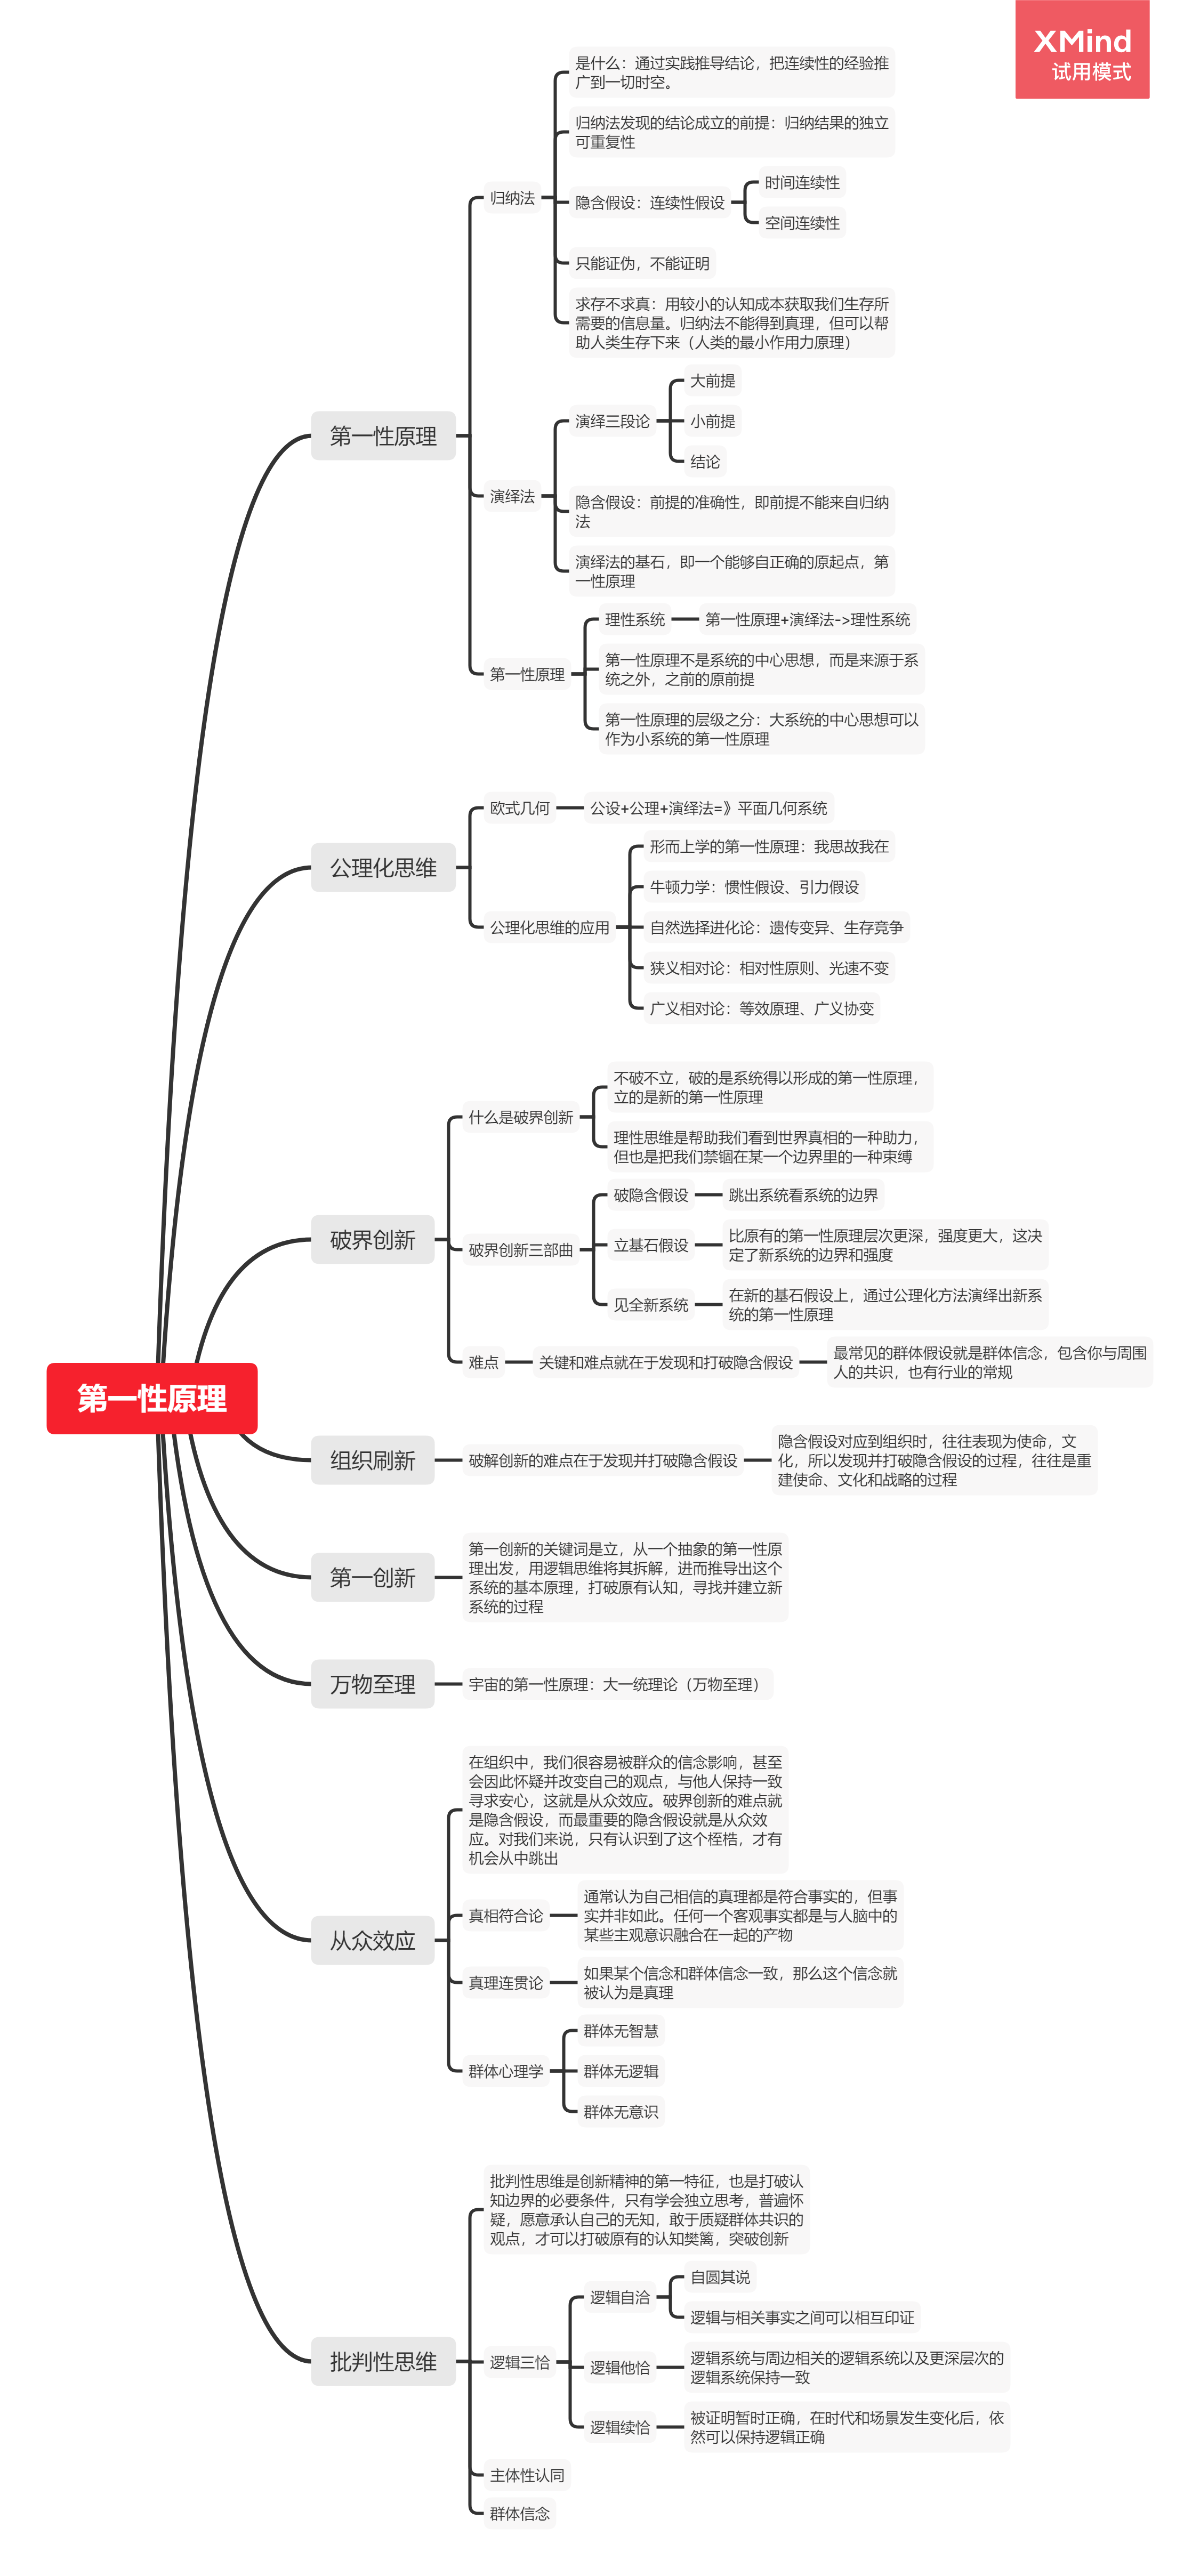 XMind
试用模式
是什么：通过实践推导结论，把连续性的经验推
广到一切时空。
归纳法发现的结论成立的前提：归纳结果的独立
可重复性
时间连续性
归纳法
隐含假设：连续性假设
空间连续性
只能证伪，不能证明
求存不求真：用较小的认知成本获取我们生存所
需要的信息量。归纳法不能得到真理，但可以帮
助人类生存下来（人类的最小作用力原理）
大前提
第一性原理
演绎三段论
小前提
结论
演绎法
隐含假设：前提的准确性，即前提不能来自归纳
法
演绎法的基石，即一个能够自正确的原起点，第
一性原理
理性系统
第一性原理+演绎法->理性系统
第一性原理
第一性原理不是系统的中心思想，而是来源于系
统之外，之前的原前提
第一性原理的层级之分：大系统的中心思想可以
作为小系统的第一性原理
欧式几何
公设+公理+演绎法=》平面几何系统
公理化思维
形而上学的第一性原理：我思故我在
牛顿力学：惯性假设、引力假设
公理化思维的应用
自然选择进化论：遗传变异、生存竞争
狭义相对论：相对性原则、光速不变
广义相对论：等效原理、广义协变
什么是破界创新
不破不立，破的是系统得以形成的第一性原理，
立的是新的第一性原理
理性思维是帮助我们看到世界真相的一种助力，
但也是把我们禁锢在某一个边界里的一种束缚
破界创新
破隐含假设
跳出系统看系统的边界
破界创新三部曲
立基石假设
比原有的第一性原理层次更深，强度更大，这决
定了新系统的边界和强度
见全新系统
在新的基石假设上，通过公理化方法演绎出新系
统的第一性原理
难点
关键和难点就在于发现和打破隐含假设
最常见的群体假设就是群体信念，包含你与周围
人的共识，也有行业的常规
第一性原理
组织刷新
破解创新的难点在于发现并打破隐含假设
隐含假设对应到组织时，往往表现为使命，文
化，所以发现并打破隐含假设的过程，往往是重
建使命、文化和战略的过程
第一创新
第一创新的关键词是立，从一个抽象的第一性原
理出发，用逻辑思维将其拆解，进而推导出这个
系统的基本原理，打破原有认知，寻找并建立新
系统的过程
万物至理
宇宙的第一性原理：大一统理论（万物至理）
在组织中，我们很容易被群众的信念影响，甚至
会因此怀疑并改变自己的观点，与他人保持一致
寻求安心，这就是从众效应。破界创新的难点就
是隐含假设，而最重要的隐含假设就是从众效
应。对我们来说，只有认识到了这个桎梏，才有
机会从中跳出
从众效应
真相符合论
通常认为自己相信的真理都是符合事实的，但事
实并非如此。任何一个客观事实都是与人脑中的
某些主观意识融合在一起的产物
真理连贯论
如果某个信念和群体信念一致，那么这个信念就
被认为是真理
群体心理学
群体无智慧
群体无逻辑
群体无意识
批判性思维是创新精神的第一特征，也是打破认
知边界的必要条件，只有学会独立思考，普遍怀
疑，愿意承认自己的无知，敢于质疑群体共识的
观点，才可以打破原有的认知樊篱，突破创新
批判性思维
逻辑三恰
逻辑自洽
自圆其说
逻辑与相关事实之间可以相互印证
逻辑他恰
逻辑系统与周边相关的逻辑系统以及更深层次的
逻辑系统保持一致
逻辑续恰
被证明暂时正确，在时代和场景发生变化后，依
然可以保持逻辑正确
主体性认同
群体信念